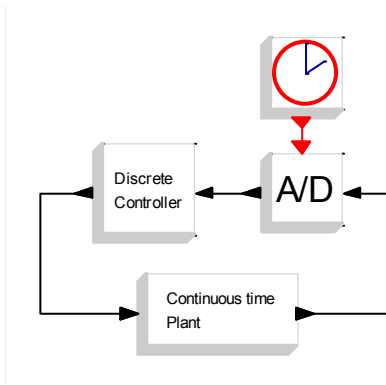 Discrete
Controller
A/D
Continuous time
Plant